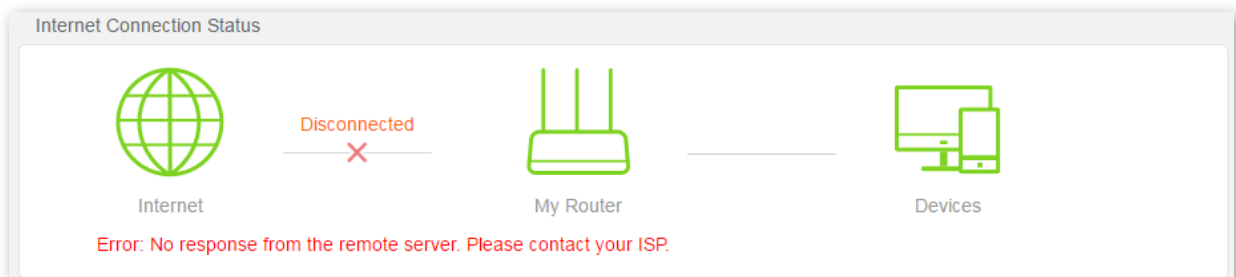 Internet Connection Status
Disconnected
Internet
My Router
Devices
Error: No response from the remote server. Please contact your ISP.